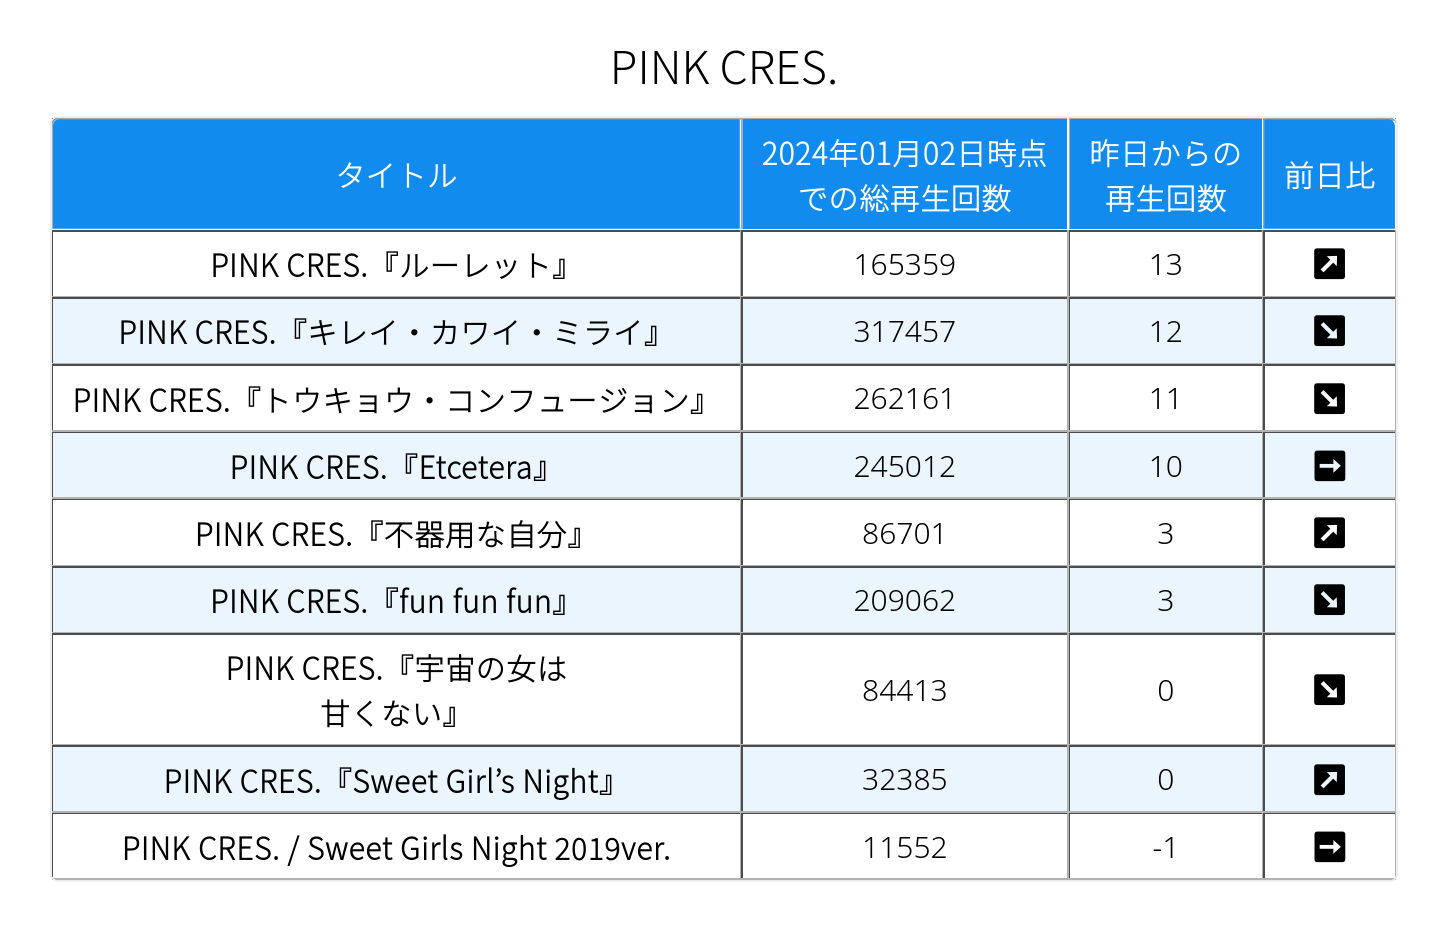 PINK CRES.
タイトル
2024年01月02日時点
での総再生回数
昨日からの
再生回数
前日比
PINK CRES.『ルーレット』 165359 13 ↗
PINK CRES.『キレイ・カワイ・ミライ』 317457 12 ↘
PINK CRES.『トウキョウ・コンフュージョン』 262161 11 ↘
PINK CRES.『Etcetera』 245012 10 →
PINK CRES.『不器用な自分』 86701 3 ↗
PINK CRES.『fun fun fun』 209062 3 ↘
PINK CRES.『宇宙の女は
甘くない』 84413 0 ↘
PINK CRES.『Sweet Girl’s Night』 32385 0 ↗
PINK CRES. / Sweet Girls Night 2019ver. 11552 -1 →